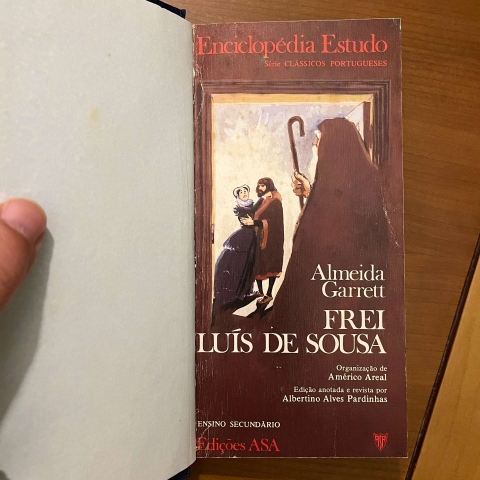 Enciclopédia Estudo
Série CLÁSSICOS PORTUGUESES
Almeida
Garrett
FREI
LUÍS DE SOUSA
Organização de
Américo Areal
Edição anotada e revista por
Albertino Alves Pardinhas
ENSINO SECUNDÁRIO
Edições ASA